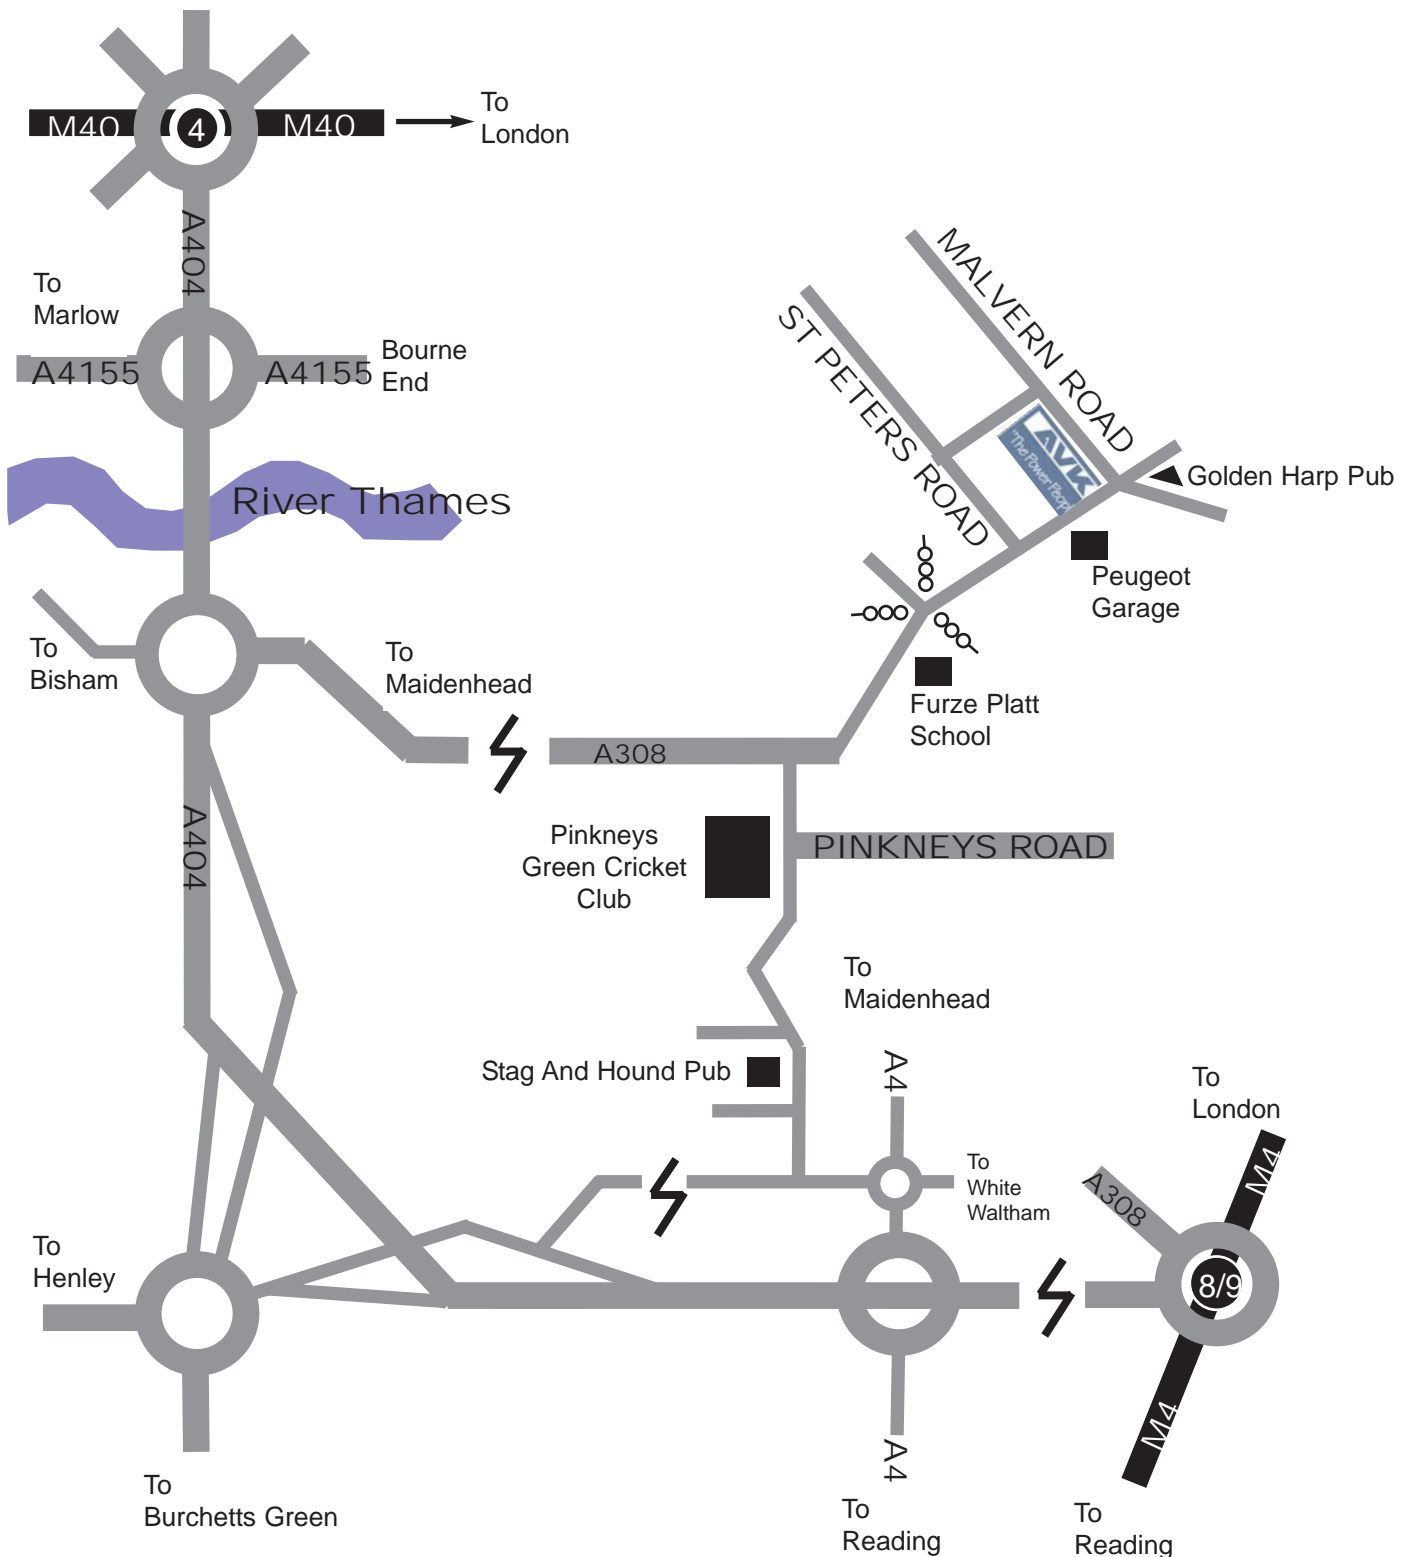 To
London
M40
4
M40
A404
To
Marlow
A4155
A4155
Bourne
End
MALVERN ROAD
ST PETERS ROAD
AVK
"The Power People
Golden Harp Pub
River Thames
Peugeot
Garage
To
Bisham
To
Maidenhead
Furze Platt
School
A308
A404
Pinkneys
Green Cricket
Club
PINKNEYS ROAD
To
Maidenhead
Stag And Hound Pub
A4
To
London
M4
To
White
Waltham
A308
To
Henley
8/9
M4
A4
To
Burchetts Green
To
Reading
To
Reading